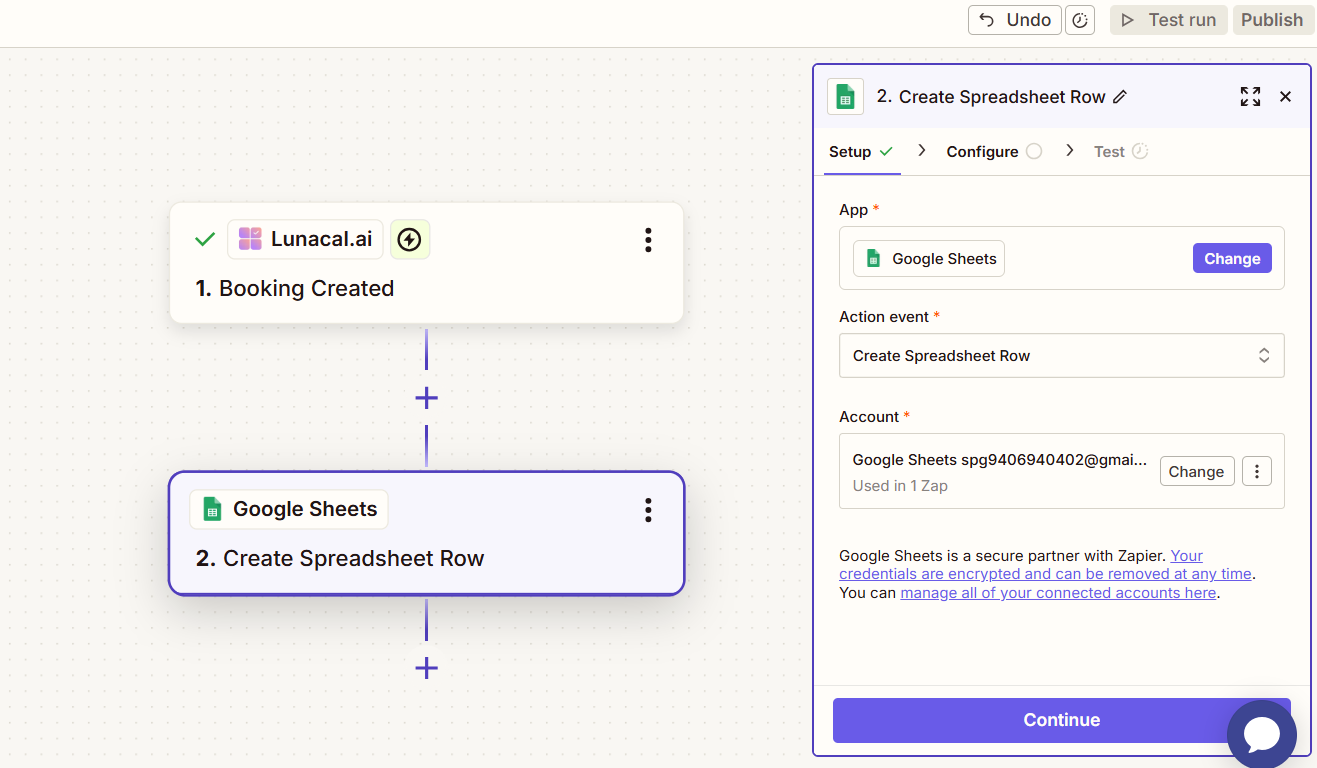 Undo
Test run
Publish
2. Create Spreadsheet Row
Setup
Configure
Test
App *
Google Sheets
Change
Action event *
Create Spreadsheet Row
Account *
Google Sheets spg9406940402@gmai...
Used in 1 Zap
Change
Google Sheets is a secure partner with Zapier. Your
credentials are encrypted and can be removed at any time.
You can manage all of your connected accounts here.
Continue
Lunacal.ai
1. Booking Created
Google Sheets
2. Create Spreadsheet Row